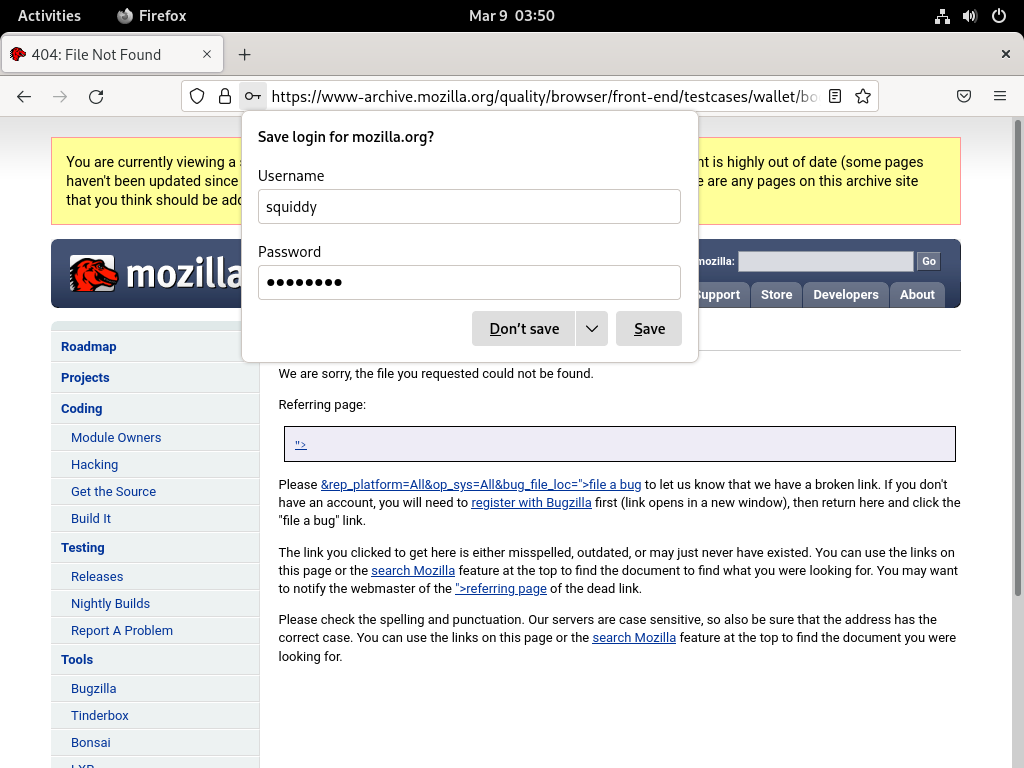 Activities Firefox Mar 9 03:50
404: File Not Found
https://www-archive.mozilla.org/quality/browser/front-end/testcases/wallet/bo
Save login for mozilla.org?
Username
squiddy
Password
●●●●●●●●
Don't save Save
You are currently viewing a nt is highly out of date (some pages
haven't been updated since e are any pages on this archive site
that you think should be add
mozilla mozilla: Go
Support Store Developers About
Roadmap
Projects
Coding
Module Owners
Hacking
Get the Source
Build It
Testing
Releases
Nightly Builds
Report A Problem
Tools
Bugzilla
Tinderbox
Bonsai
We are sorry, the file you requested could not be found.
Referring page:
">
Please &rep_platform=All&op_sys=All&bug_file_loc=">file a bug to let us know that we have a broken link. If you don't
have an account, you will need to register with Bugzilla first (link opens in a new window), then return here and click the
"file a bug" link.
The link you clicked to get here is either misspelled, outdated, or may just never have existed. You can use the links on
this page or the search Mozilla feature at the top to find the document to find what you were looking for. You may want
to notify the webmaster of the ">referring page of the dead link.
Please check the spelling and punctuation. Our servers are case sensitive, so also be sure that the address has the
correct case. You can use the links on this page or the search Mozilla feature at the top to find the document you were
looking for.